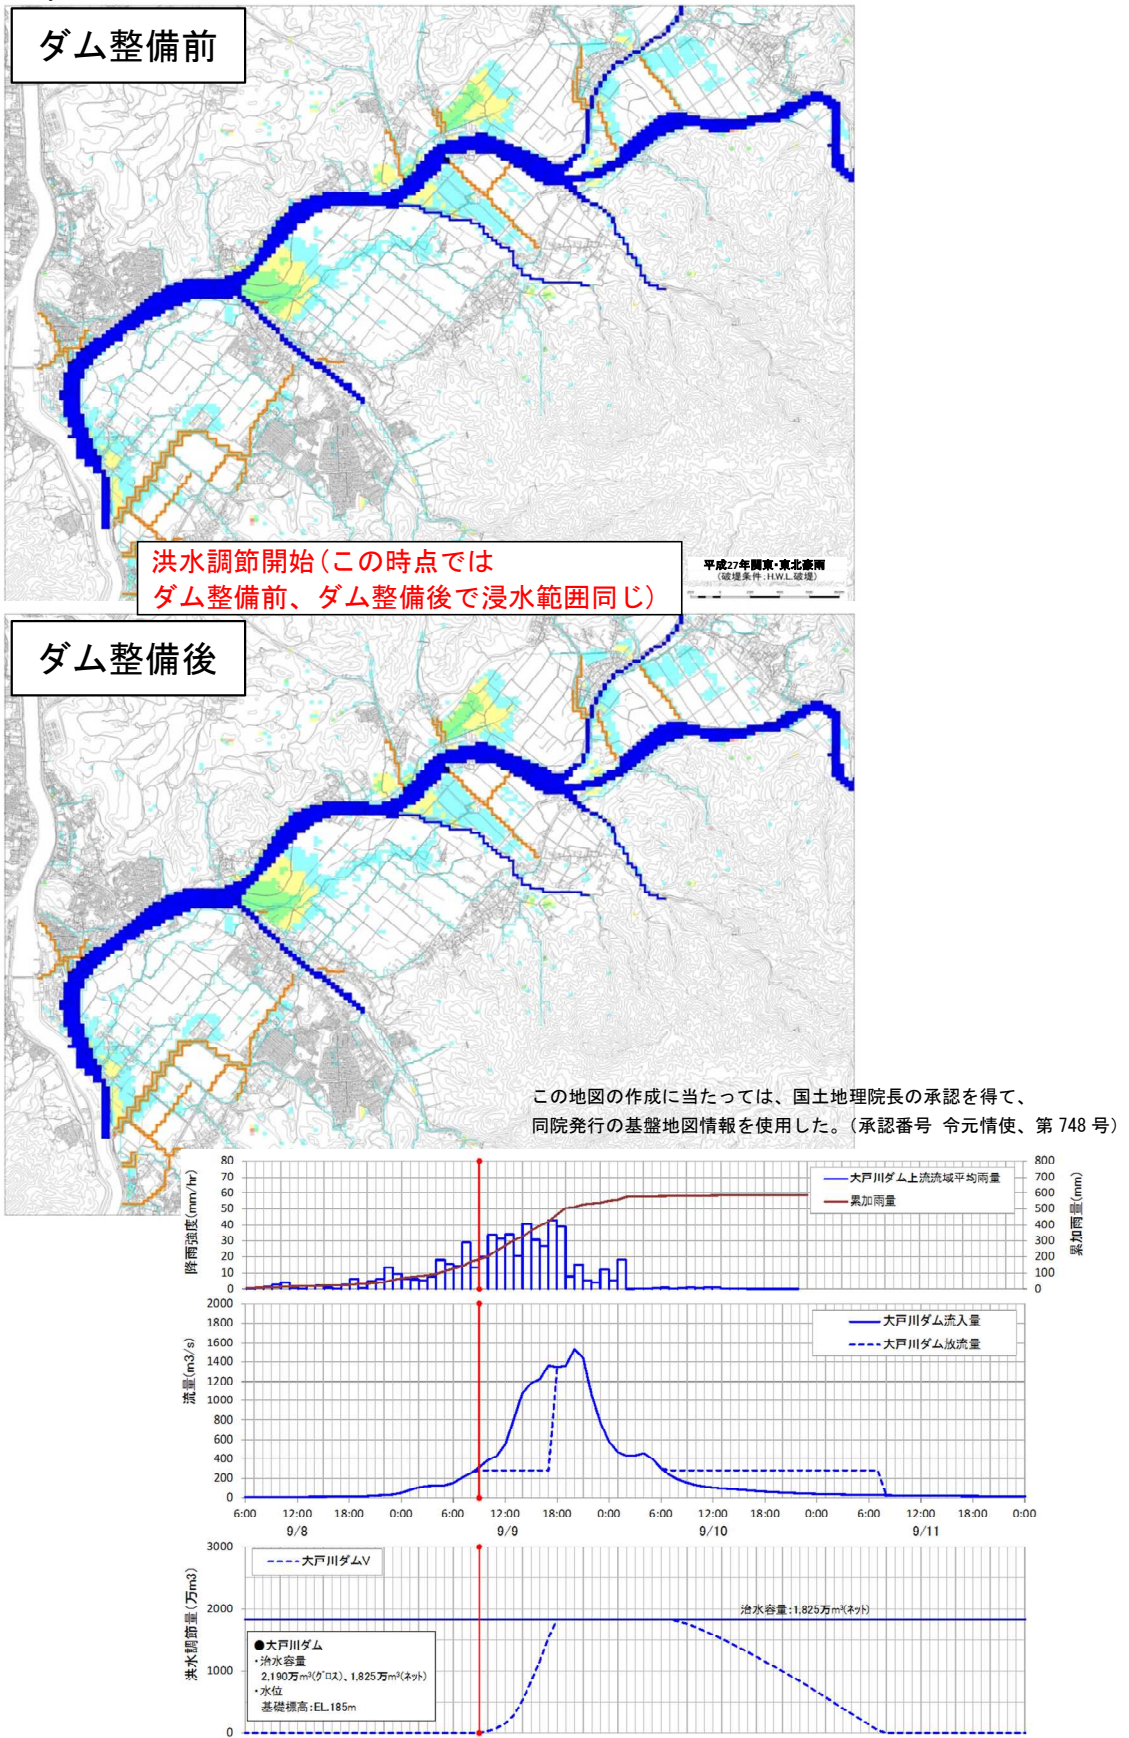 ダム整備前
洪水調節開始(この時点では
ダム整備前、ダム整備後で浸水範囲同じ)
平成27年関東・東北豪雨
(破堤条件:H.W.L.破堤)
ダム整備後
この地図の作成に当たっては、国土地理院長の承認を得て、
同院発行の基盤地図情報を使用した。(承認番号 令元情使、第 748 号)
降雨強度(mm/hr)
80
70
60
50
40
30
20
10
0
大戸川ダム上流流域平均雨量
累加雨量
800
700
600
500
400
300
200
100
0
累加雨量(mm)
流量(m3/s)
2000
1800
1600
1400
1200
1000
800
600
400
200
0
大戸川ダム流入量
大戸川ダム放流量
6:00 12:00 18:00 0:00 6:00 12:00 18:00 0:00 6:00 12:00 18:00 0:00 6:00 12:00 18:00 0:00
9/8 9/9 9/10 9/11
洪水調節量(万m3)
3000
2000
1000
0
大戸川ダムV
治水容量:1,825万m³(ネット)
●大戸川ダム
・治水容量
2,190万m³(グロス)、1,825万m³(ネット)
・水位
基礎標高:EL.185m